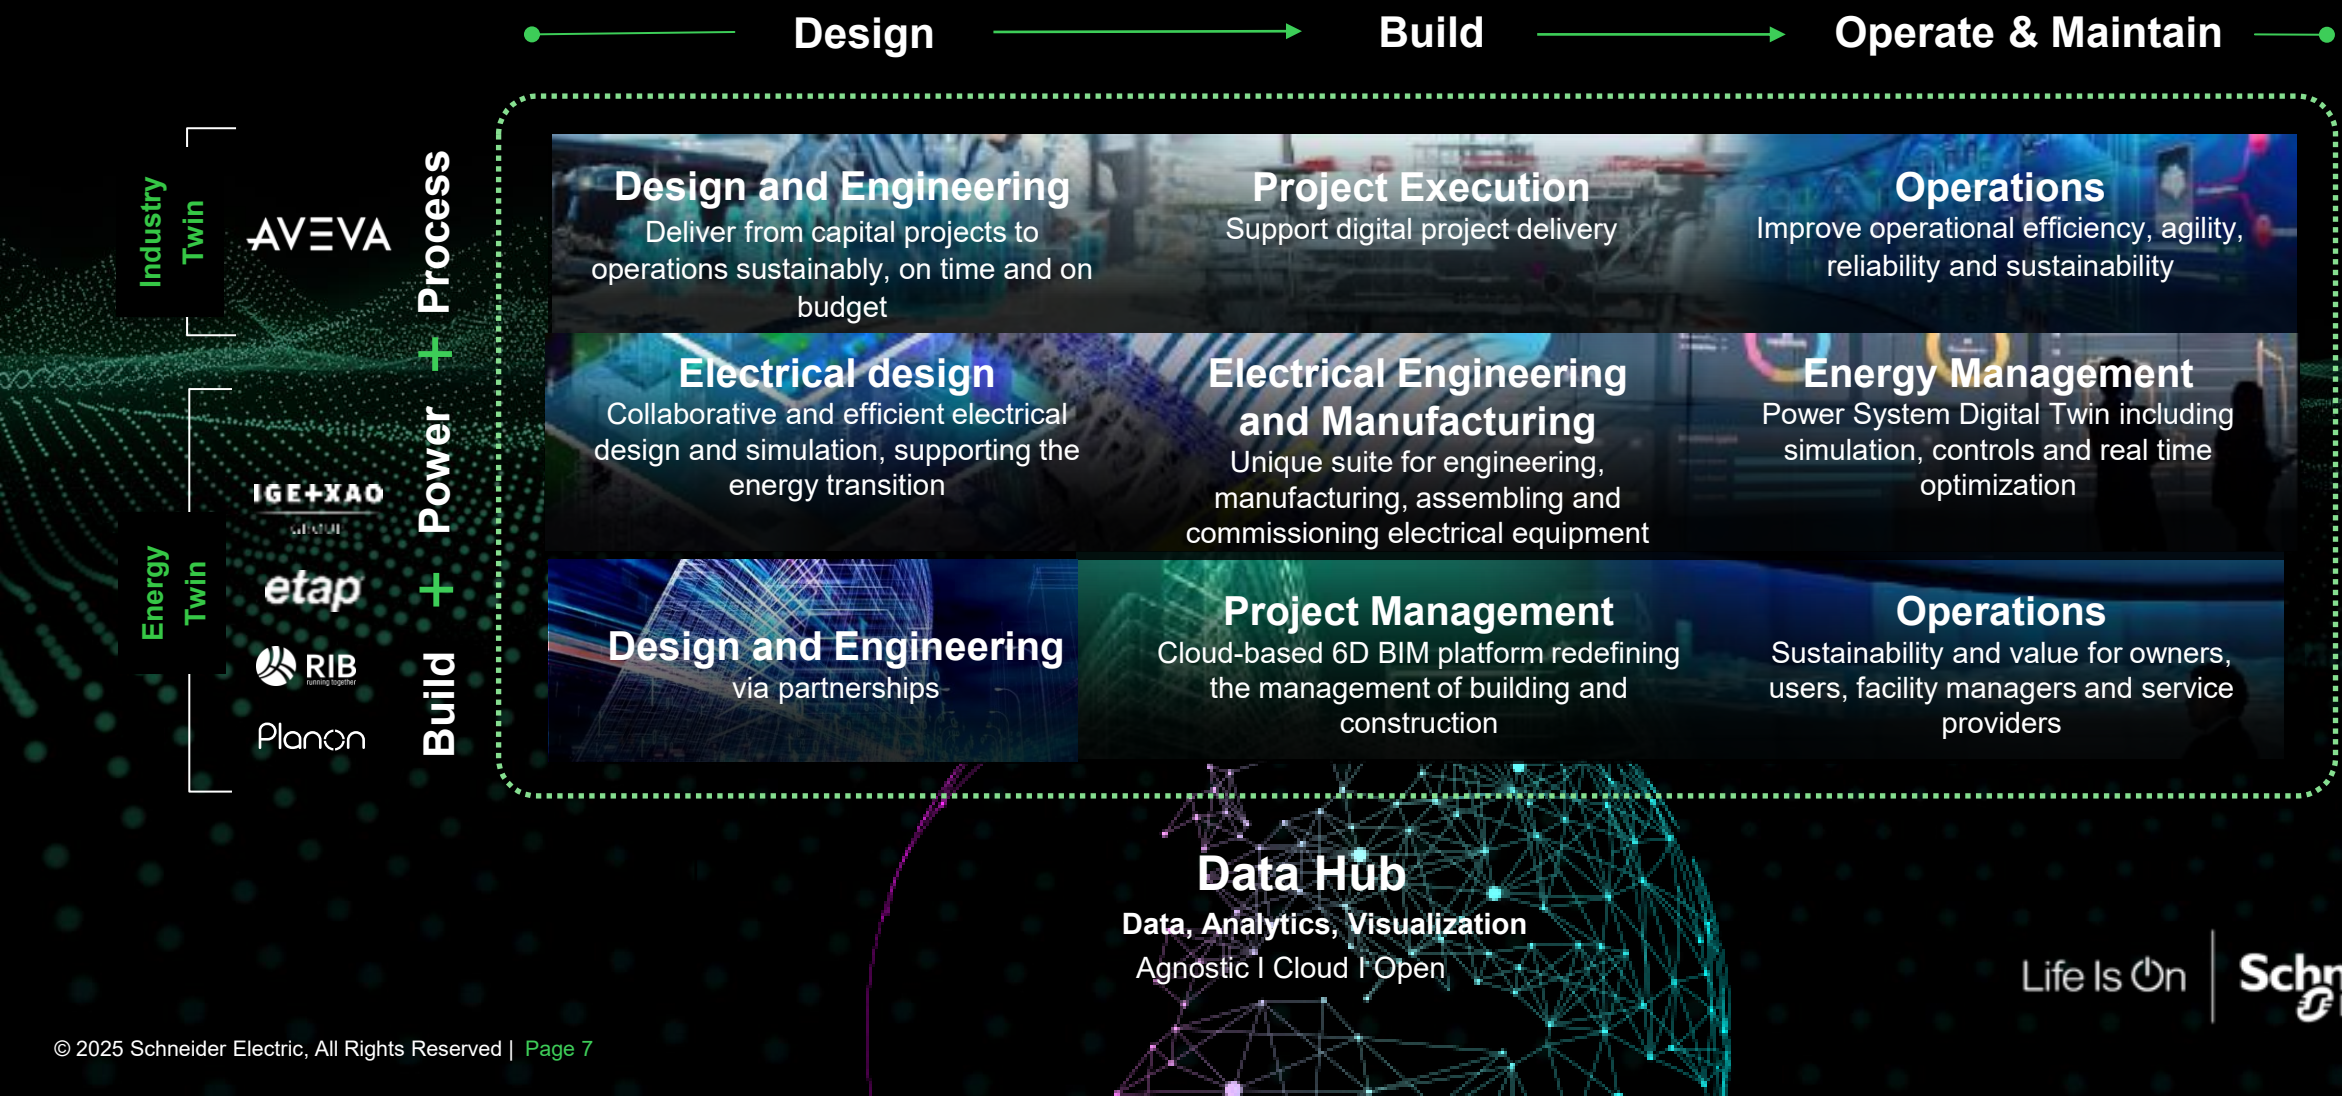 Design
Build
Operate & Maintain
Industry
Twin
AVEVA
Process
Design and Engineering
Deliver from capital projects to
operations sustainably, on time and on
budget
Project Execution
Support digital project delivery
Operations
Improve operational efficiency, agility,
reliability and sustainability
+
Energy
Twin
IGE+XAO
etap
RIB
running together
Planon
Power
Electrical design
Collaborative and efficient electrical
design and simulation, supporting the
energy transition
Electrical Engineering
and Manufacturing
Unique suite for engineering,
manufacturing, assembling and
commissioning electrical equipment
Energy Management
Power System Digital Twin including
simulation, controls and real time
optimization
+
Build
Design and Engineering
via partnerships
Project Management
Cloud-based 6D BIM platform redefining
the management of building and
construction
Operations
Sustainability and value for owners,
users, facility managers and service
providers
Data Hub
Data, Analytics, Visualization
Agnostic I Cloud I Open
Life Is On
© 2025 Schneider Electric, All Rights Reserved | Page 7